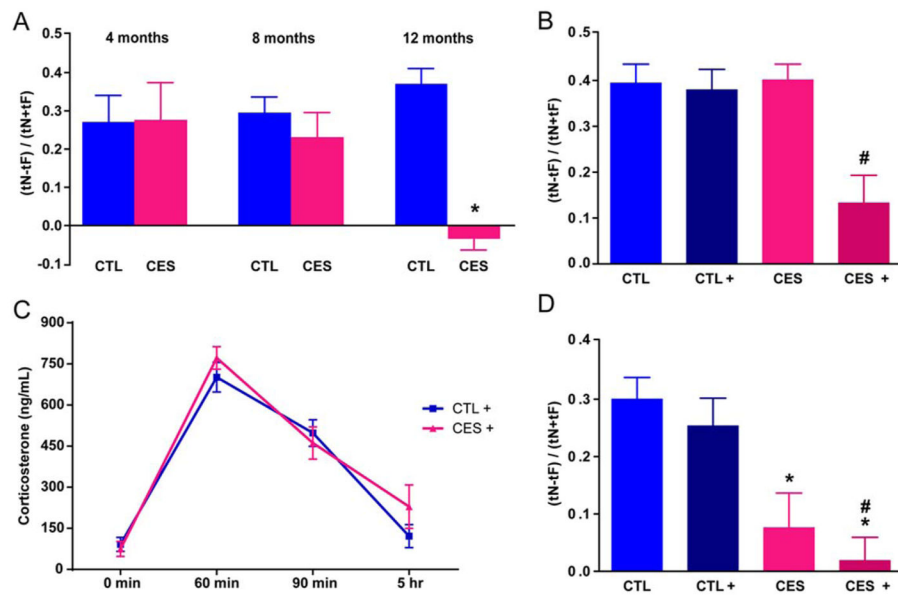 A
4 months
8 months
12 months
(tN-tF) / (tN+tF)
0.5
0.4
0.3
0.2
0.1
0.0
-0.1
CTL CES CTL CES CTL CES
*
B
(tN-tF) / (tN+tF)
0.5
0.4
0.4
0.2
0.1
0.0
#
CTL CTL + CES CES +
C
Corticosterone (ng/mL)
900
750
600
450
300
150
0
0 min 60 min 90 min 5 hr
CTL +
CES +
D
(tN-tF) / (tN+tF)
0.4
0.3
0.3
0.1
0.0
*
#
*
CTL CTL + CES CES +